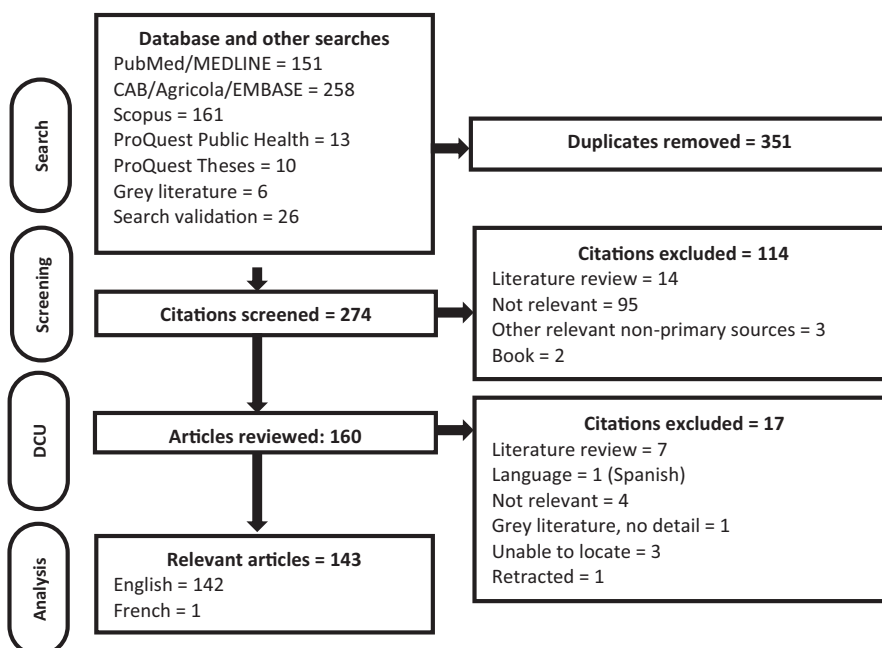 Search
Database and other searches
PubMed/MEDLINE = 151
CAB/Agricola/EMBASE = 258
Scopus = 161
ProQuest Public Health = 13
ProQuest Theses = 10
Grey literature = 6
Search validation = 26
Duplicates removed = 351
Screening
Citations screened = 274
Citations excluded = 114
Literature review = 14
Not relevant = 95
Other relevant non-primary sources = 3
Book = 2
DCU
Articles reviewed: 160
Citations excluded = 17
Literature review = 7
Language = 1 (Spanish)
Not relevant = 4
Grey literature, no detail = 1
Unable to locate = 3
Retracted = 1
Analysis
Relevant articles = 143
English = 142
French = 1